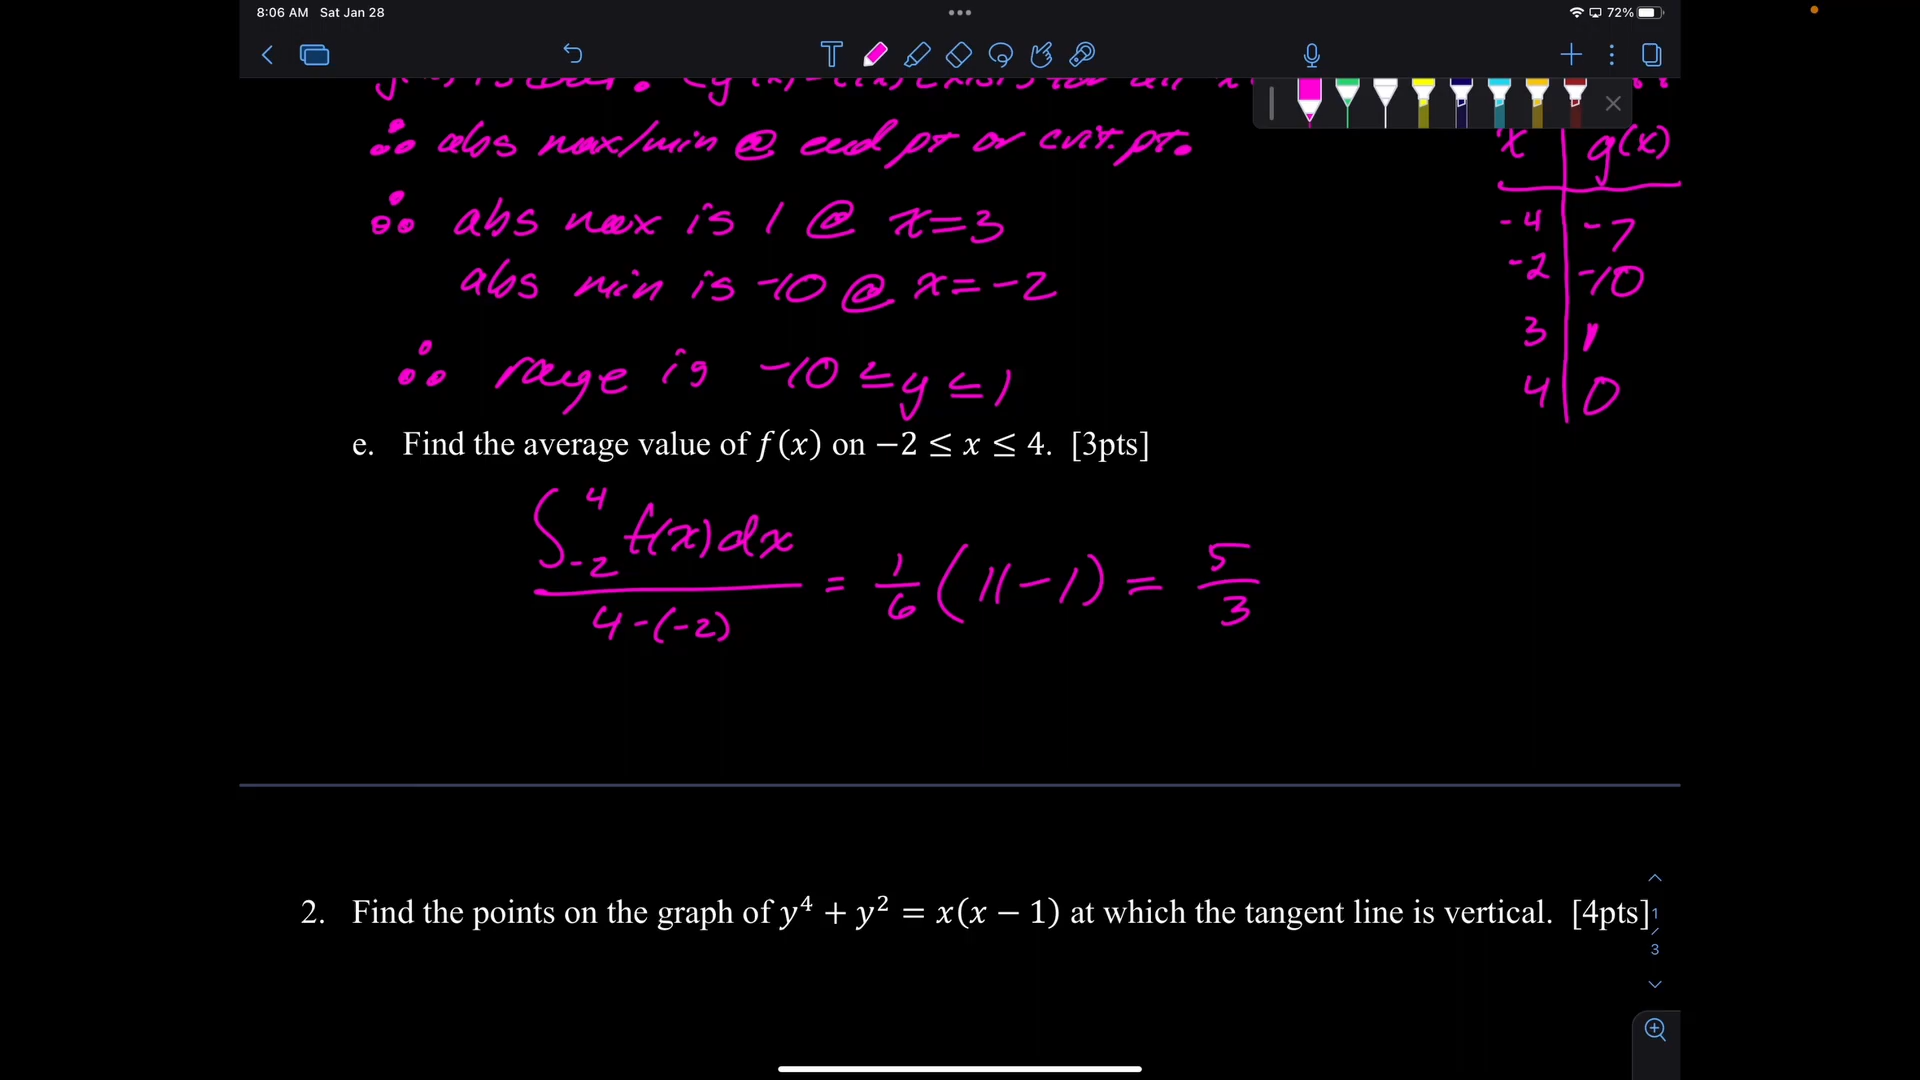 8:06 AM Sat Jan 28
72%
∴ abs max/min @ end pt or crit. pt.
x | g(x)
∴ abs max is 1 @ x=3
-4 | -7
abs min is -10 @ x=-2
-2 | -10
3 | 1
∴ range is -10 ≤ y ≤ 1
4 | 0
e. Find the average value of f(x) on −2 ≤ x ≤ 4. [3pts]
∫₋₂⁴ f(x)dx / 4-(-2) = 1/6 (11-1) = 5/3
2. Find the points on the graph of y⁴ + y² = x(x − 1) at which the tangent line is vertical. [4pts]
1
/
3